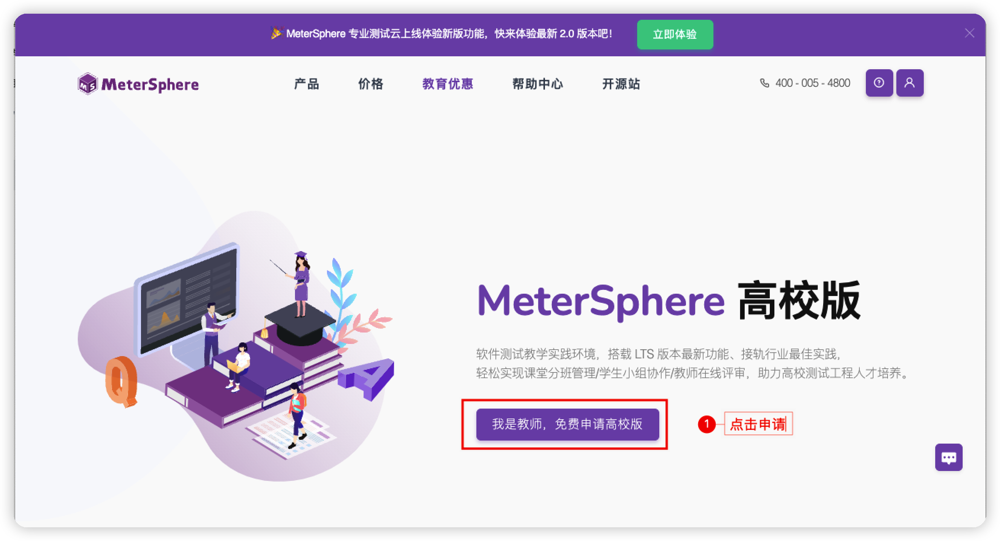 MeterSphere 专业测试云上线体验新版功能，快来体验最新 2.0 版本吧！
立即体验
MeterSphere
产品
价格
教育优惠
帮助中心
开源站
400 - 005 - 4800
Q
A
MeterSphere 高校版
软件测试教学实践环境，搭载 LTS 版本最新功能、接轨行业最佳实践，
轻松实现课堂分班管理/学生小组协作/教师在线评审，助力高校测试工程人才培养。
我是教师，免费申请高校版
1
点击申请